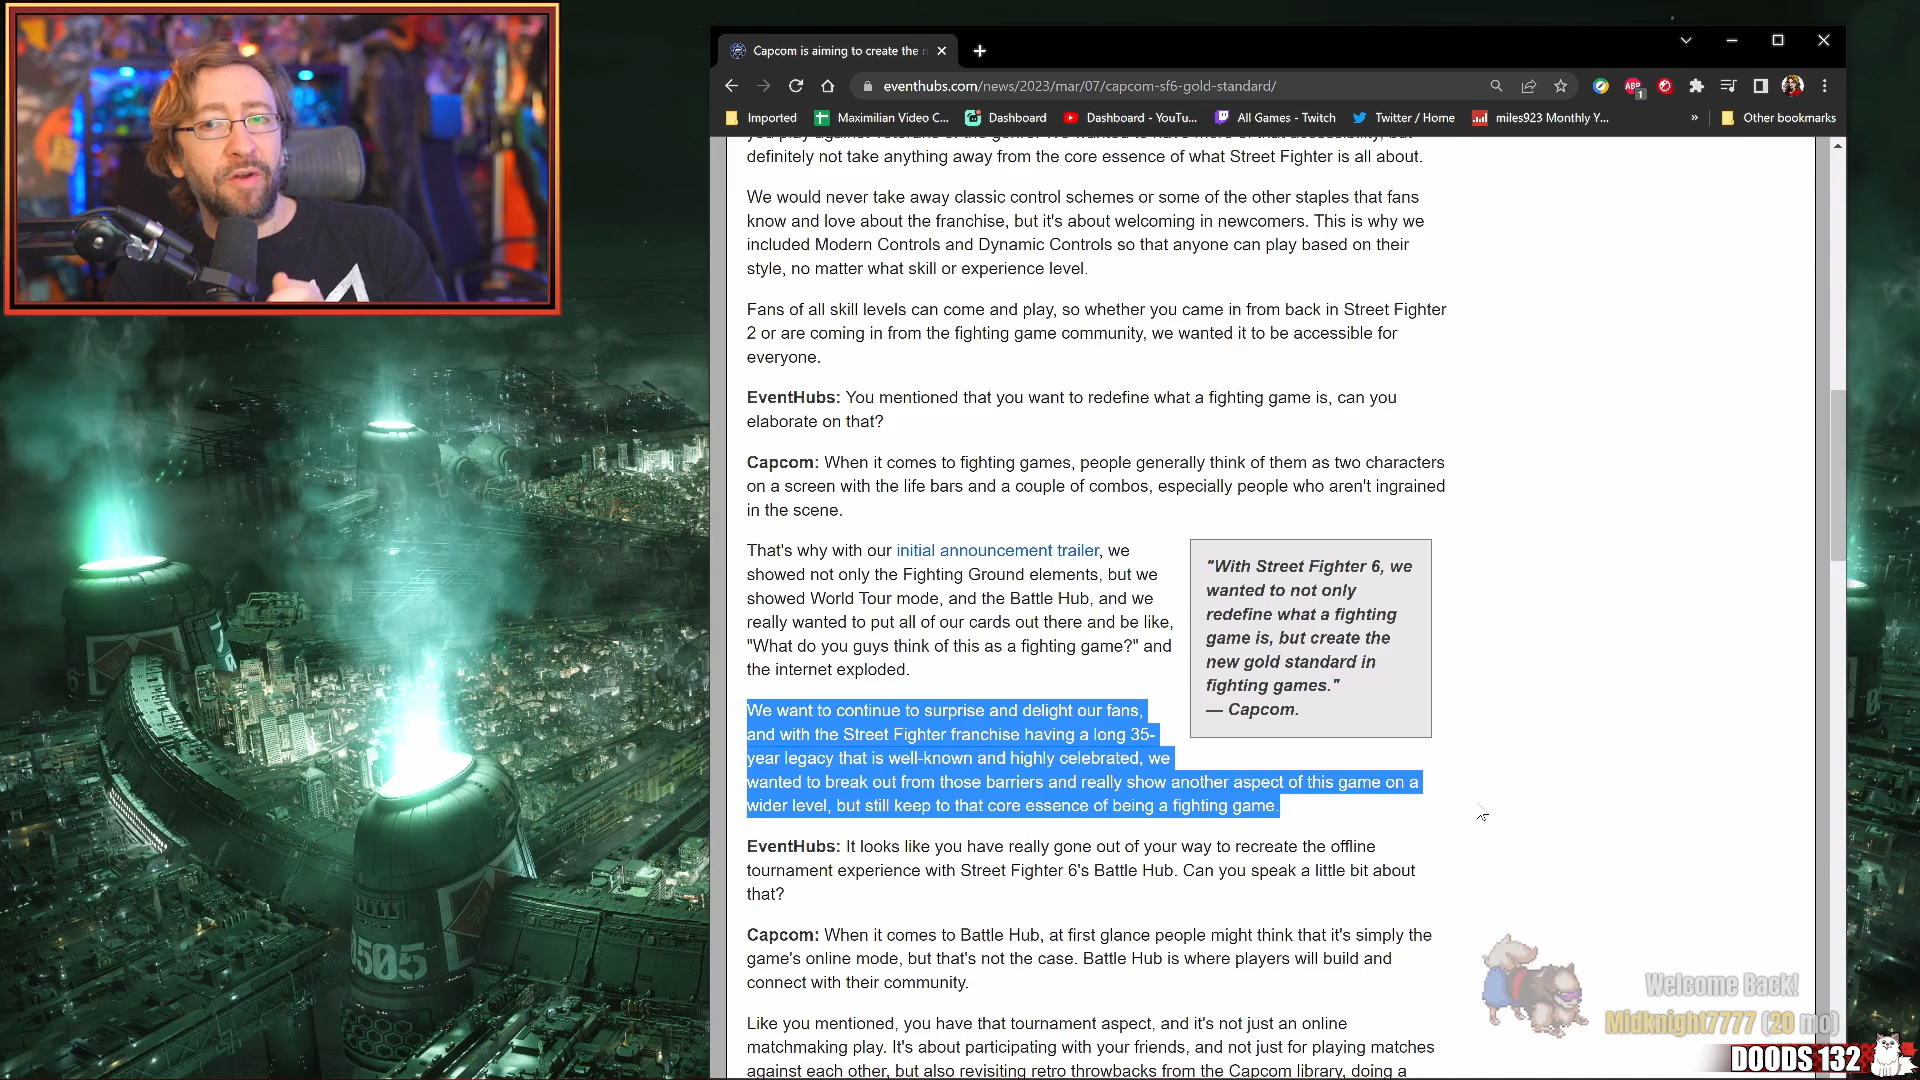 Capcom is aiming to create the
eventhubs.com/news/2023/mar/07/capcom-sf6-gold-standard/
ABP
1
Imported
Maximilian Video C...
Dashboard
Dashboard - YouTu...
All Games - Twitch
Twitter / Home
miles923 Monthly Y...
»
Other bookmarks
definitely not take anything away from the core essence of what Street Fighter is all about.
We would never take away classic control schemes or some of the other staples that fans
know and love about the franchise, but it's about welcoming in newcomers. This is why we
included Modern Controls and Dynamic Controls so that anyone can play based on their
style, no matter what skill or experience level.
Fans of all skill levels can come and play, so whether you came in from back in Street Fighter
2 or are coming in from the fighting game community, we wanted it to be accessible for
everyone.
EventHubs: You mentioned that you want to redefine what a fighting game is, can you
elaborate on that?
Capcom: When it comes to fighting games, people generally think of them as two characters
on a screen with the life bars and a couple of combos, especially people who aren't ingrained
in the scene.
That's why with our initial announcement trailer, we
showed not only the Fighting Ground elements, but we
showed World Tour mode, and the Battle Hub, and we
really wanted to put all of our cards out there and be like,
"What do you guys think of this as a fighting game?" and
the internet exploded.
"With Street Fighter 6, we
wanted to not only
redefine what a fighting
game is, but create the
new gold standard in
fighting games."
— Capcom.
We want to continue to surprise and delight our fans,
and with the Street Fighter franchise having a long 35-
year legacy that is well-known and highly celebrated, we
wanted to break out from those barriers and really show another aspect of this game on a
wider level, but still keep to that core essence of being a fighting game.
EventHubs: It looks like you have really gone out of your way to recreate the offline
tournament experience with Street Fighter 6's Battle Hub. Can you speak a little bit about
that?
Capcom: When it comes to Battle Hub, at first glance people might think that it's simply the
game's online mode, but that's not the case. Battle Hub is where players will build and
connect with their community.
Like you mentioned, you have that tournament aspect, and it's not just an online
matchmaking play. It's about participating with your friends, and not just for playing matches
against each other, but also revisiting retro throwbacks from the Capcom library, doing a
Welcome Back!
Midknight7777 (20 mo)
DOODS 132
0505